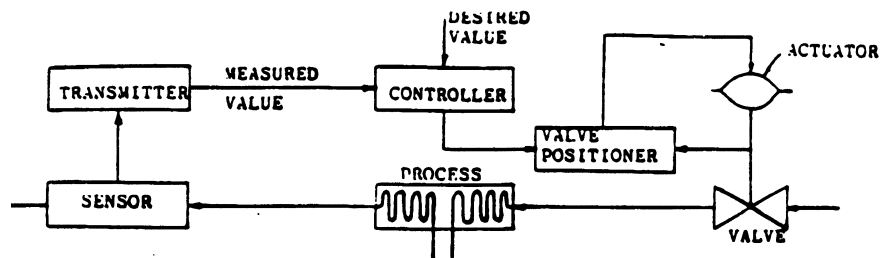 DESIRED
VALUE
ACTUATOR
MEASURED
VALUE
TRANSMITTER
CONTROLLER
VALVE
POSITIONER
PROCESS
SENSOR
VALVE